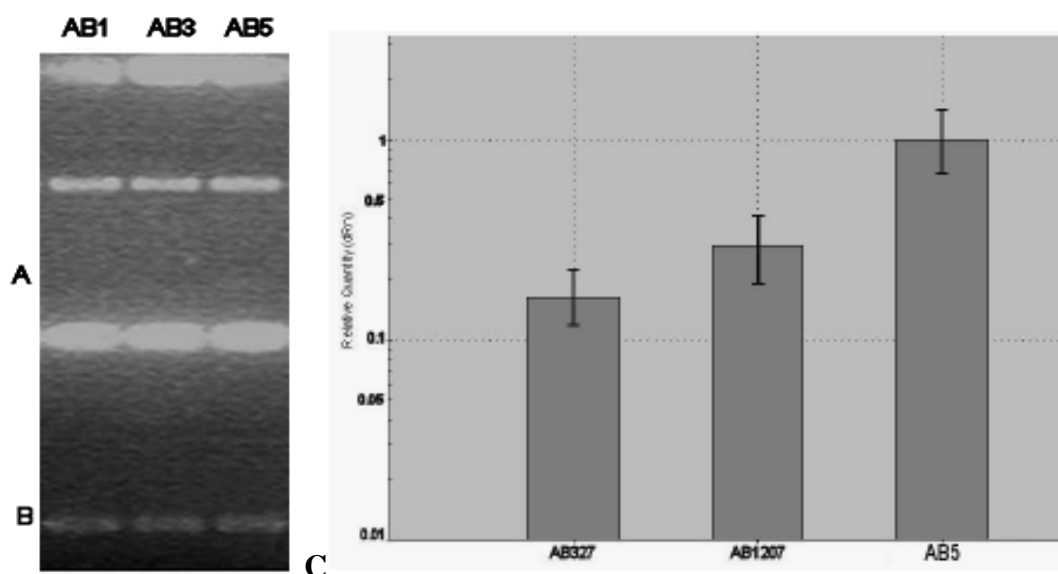 AB1 AB3 AB5
A
B
C
Relative Quantity (dRn)
1
0.5
0.1
0.05
0.01
AB327 AB1207 AB5